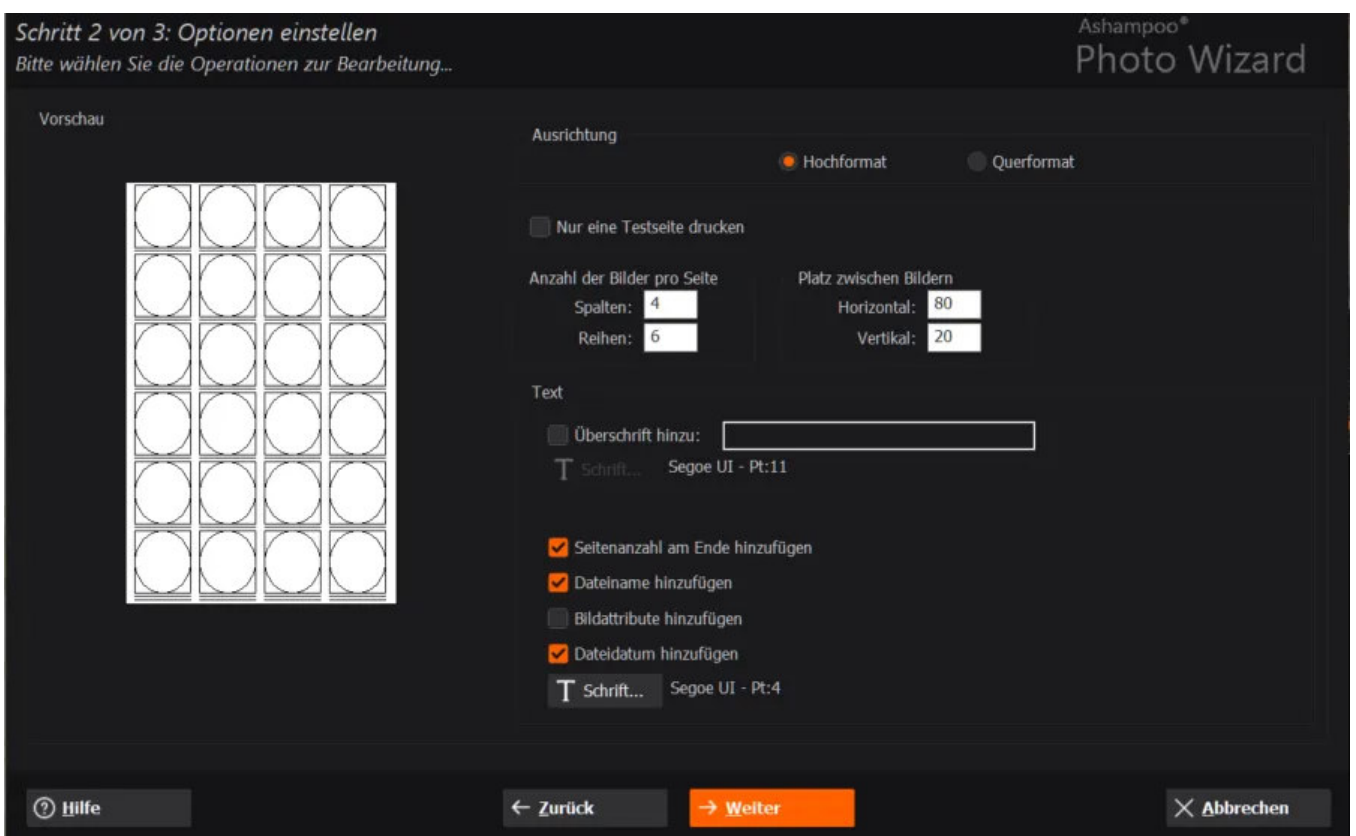 Schritt 2 von 3: Optionen einstellen
Bitte wählen Sie die Operationen zur Bearbeitung...
Ashampoo®
Photo Wizard
Vorschau
Ausrichtung
Hochformat
Querformat
Nur eine Testseite drucken
Anzahl der Bilder pro Seite
Spalten: 4
Reihen: 6
Platz zwischen Bildern
Horizontal: 80
Vertikal: 20
Text
Überschrift hinzu:
Schrift... Segoe UI - Pt:11
Seitenanzahl am Ende hinzufügen
Dateiname hinzufügen
Bildattribute hinzufügen
Dateidatum hinzufügen
Schrift... Segoe UI - Pt:4
Hilfe
Zurück
Weiter
Abbrechen